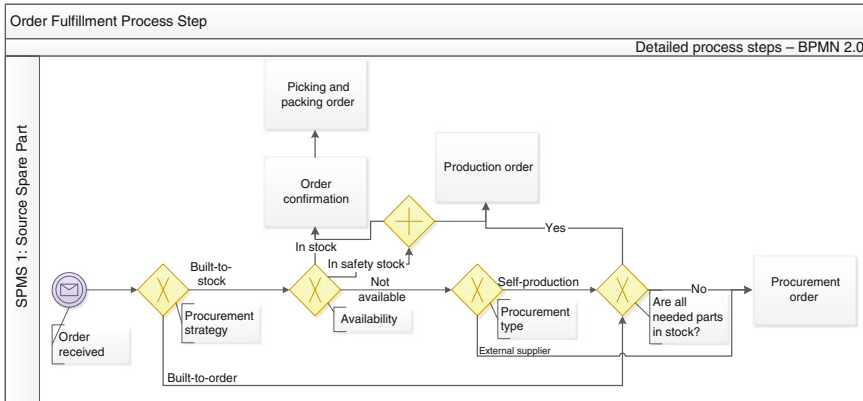 Order Fulfillment Process Step
Detailed process steps – BPMN 2.0
SPMS 1: Source Spare Part
Picking and
packing order
Order
confirmation
Production order
In stock
In safety stock
Yes
Built-to-
stock
Not
available
Self-production
No
Procurement
order
Order
received
Procurement
strategy
Availability
Procurement
type
Are all
needed parts
in stock?
External supplier
Built-to-order